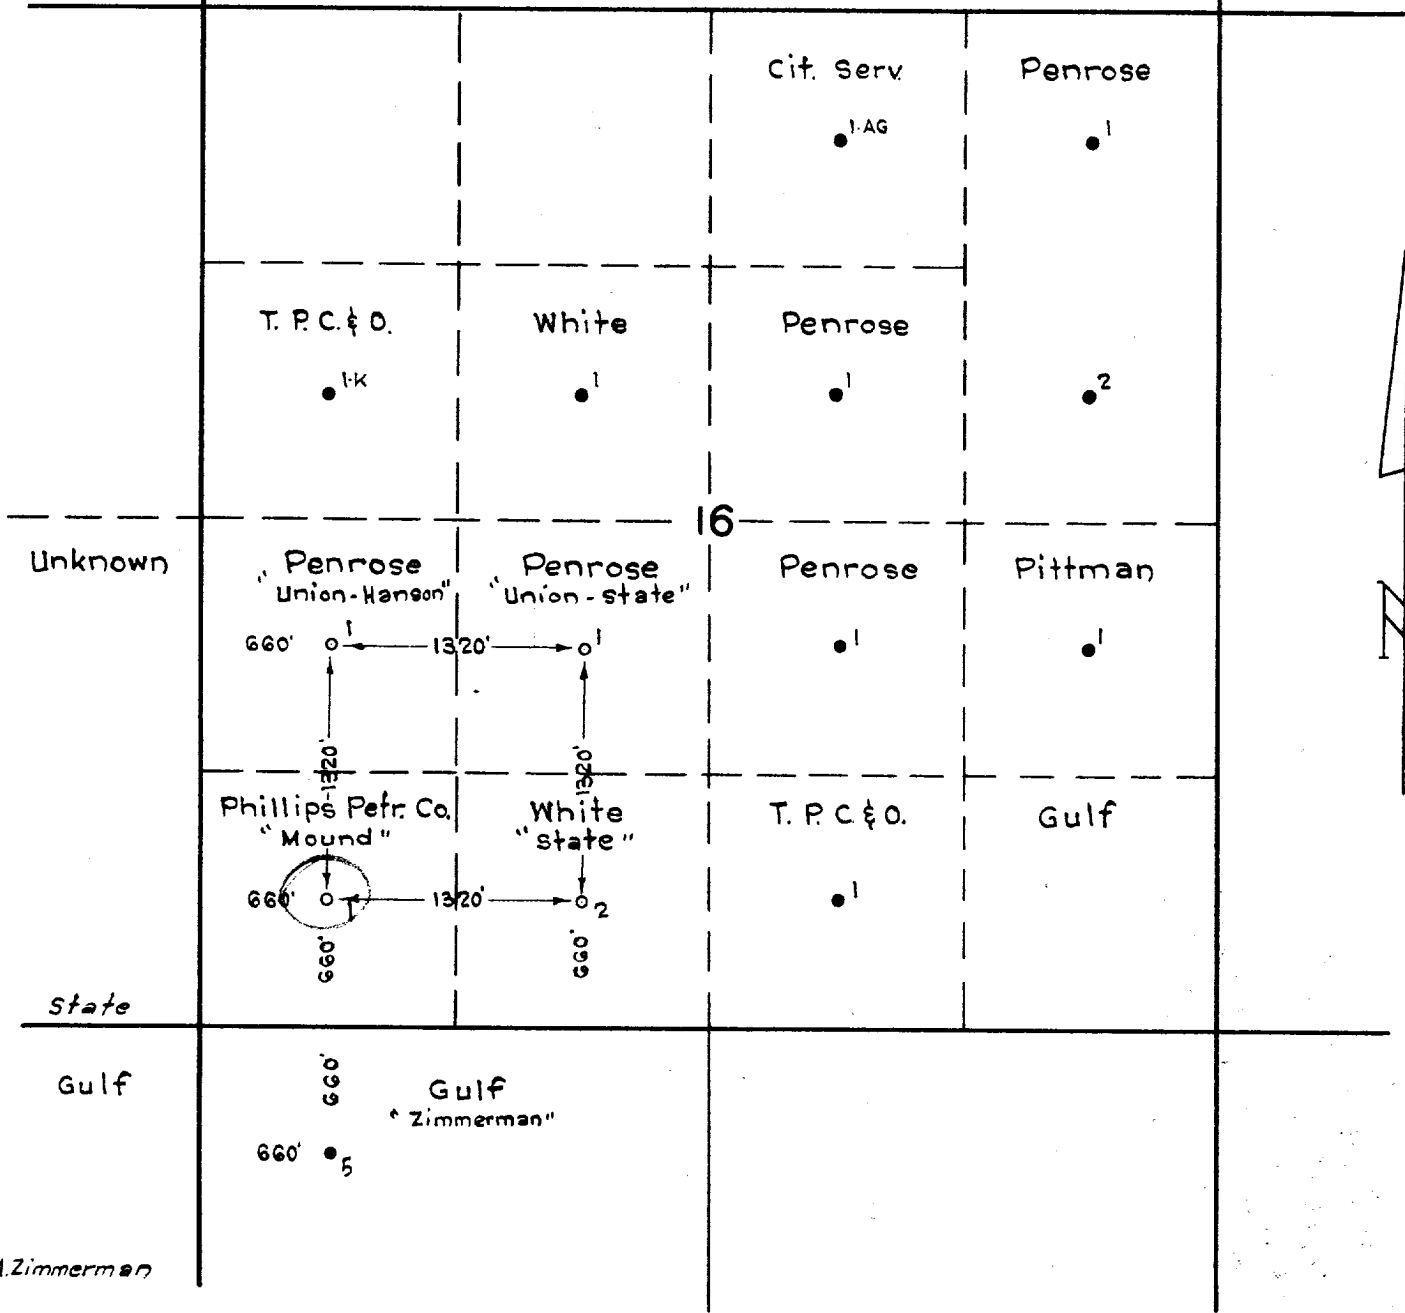 Cit. Serv.
Penrose
1-AG
1
T. P. C. & O.
White
Penrose
1-K
1
1
2
16
Unknown
Penrose
"Union-Hanson"
Penrose
"Union-state"
Penrose
Pittman
660'
1
1320'
1
1
1
1320'
1320'
Phillips Petr. Co.
"Mound"
White
"State"
T. P. C. & O.
Gulf
660'
1
1320'
2
1
660'
660'
State
Gulf
660'
Gulf
"Zimmerman"
660'
5
Zimmerman
N